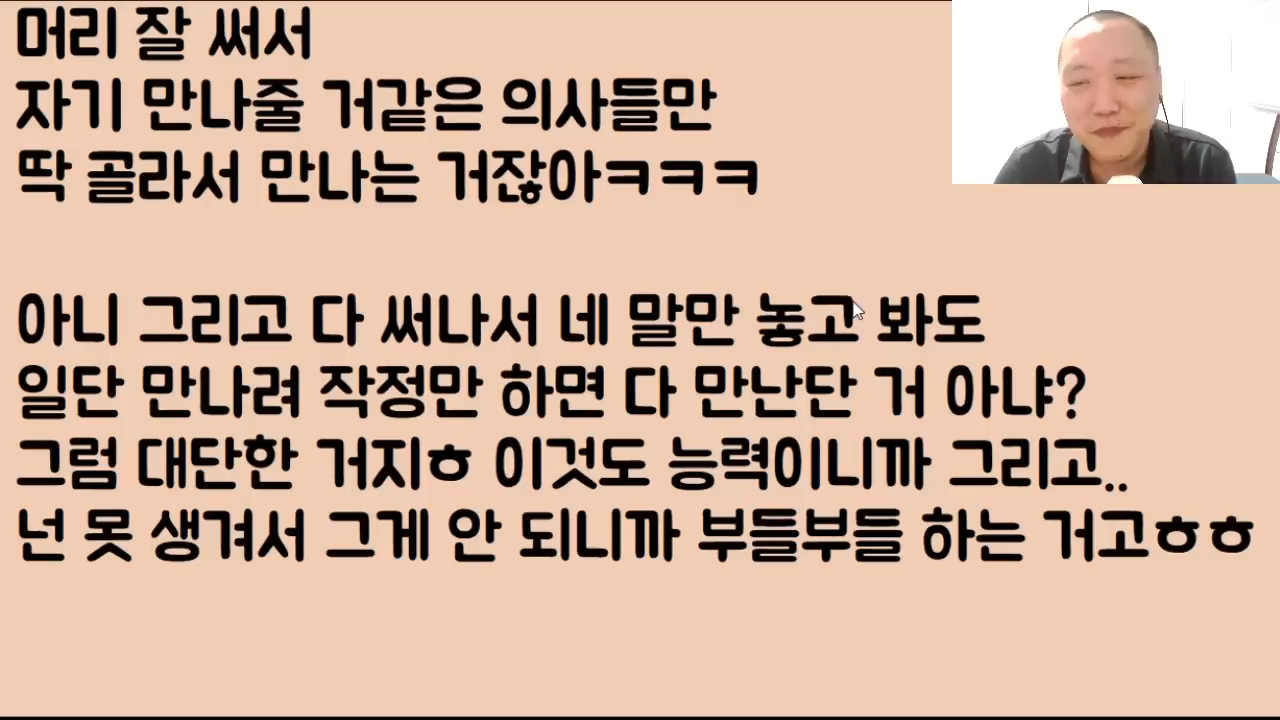 머리 잘 써서
자기 만나줄 거같은 의사들만
딱 골라서 만나는 거잖아ㅋㅋㅋ
아니 그리고 다 써나서 네 말만 놓고 봐도
일단 만나려 작정만 하면 다 만난단 거 아냐?
그럼 대단한 거지ㅎ 이것도 능력이니까 그리고..
넌 못 생겨서 그게 안 되니까 부들부들 하는 거고ㅎㅎ